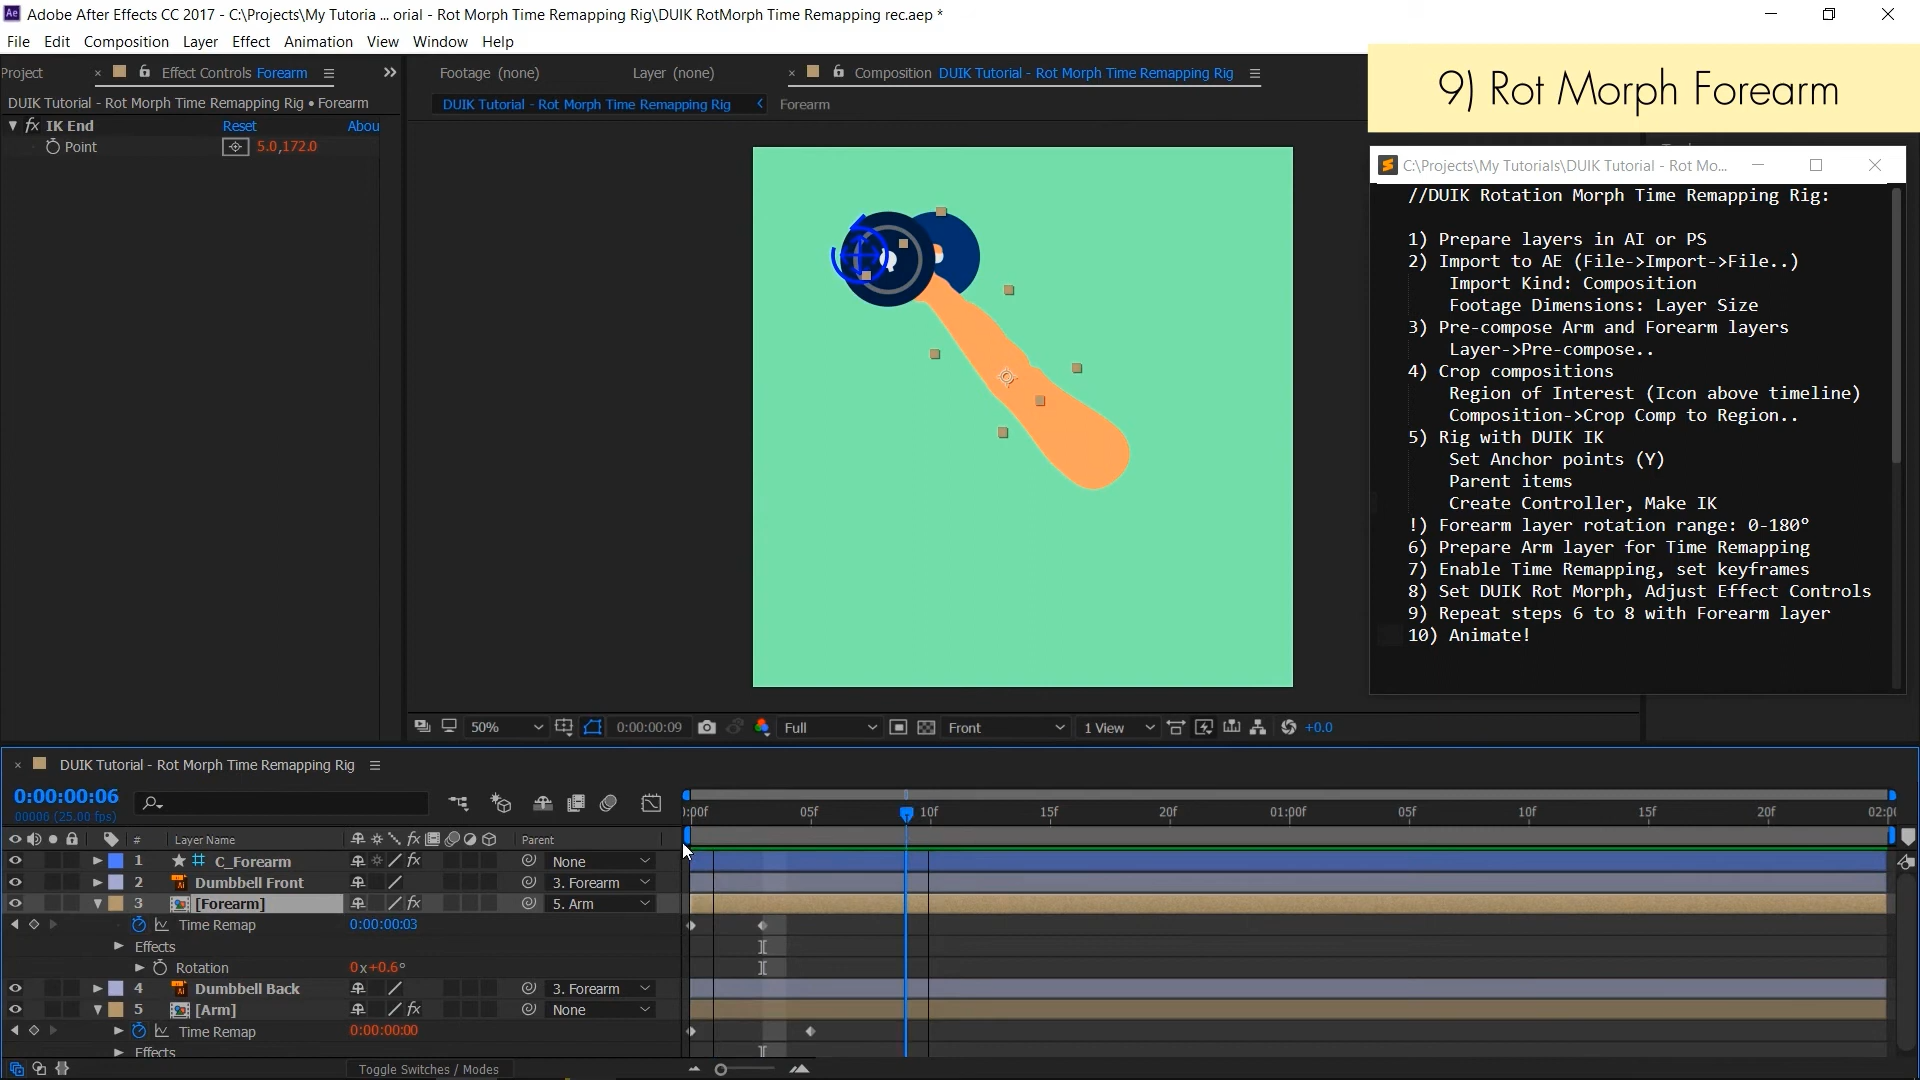 Adobe After Effects CC 2017 - C:\Projects\My Tutoria ... orial - Rot Morph Time Remapping Rig\DUIK RotMorph Time Remapping rec.aep *
File Edit Composition Layer Effect Animation View Window Help
9) Rot Morph Forearm
Project
Effect Controls Forearm
Footage (none)
Layer (none)
Composition DUIK Tutorial - Rot Morph Time Remapping Rig
DUIK Tutorial - Rot Morph Time Remapping Rig • Forearm
DUIK Tutorial - Rot Morph Time Remapping Rig
Forearm
fx IK End Reset Abou
Point 5.0,172.0
C:\Projects\My Tutorials\DUIK Tutorial - Rot Mo...
//DUIK Rotation Morph Time Remapping Rig:
1) Prepare layers in AI or PS
2) Import to AE (File->Import->File..)
Import Kind: Composition
Footage Dimensions: Layer Size
3) Pre-compose Arm and Forearm layers
Layer->Pre-compose..
4) Crop compositions
Region of Interest (Icon above timeline)
Composition->Crop Comp to Region..
5) Rig with DUIK IK
Set Anchor points (Y)
Parent items
Create Controller, Make IK
!) Forearm layer rotation range: 0-180º
6) Prepare Arm layer for Time Remapping
7) Enable Time Remapping, set keyframes
8) Set DUIK Rot Morph, Adjust Effect Controls
9) Repeat steps 6 to 8 with Forearm layer
10) Animate!
50% 0:00:00:09 Full Front 1 View +0.0
DUIK Tutorial - Rot Morph Time Remapping Rig
0:00:00:06
00006 (25.00 fps)
):00f 05f 10f 15f 20f 01:00f 05f 10f 15f 20f 02:0
# Layer Name fx Parent
1 C_Forearm fx None
2 Dumbbell Front 3. Forearm
3 [Forearm] fx 5. Arm
Time Remap 0:00:00:03
Effects
Rotation 0x+0.6°
4 Dumbbell Back 3. Forearm
5 [Arm] fx None
Time Remap 0:00:00:00
Effects
Toggle Switches / Modes